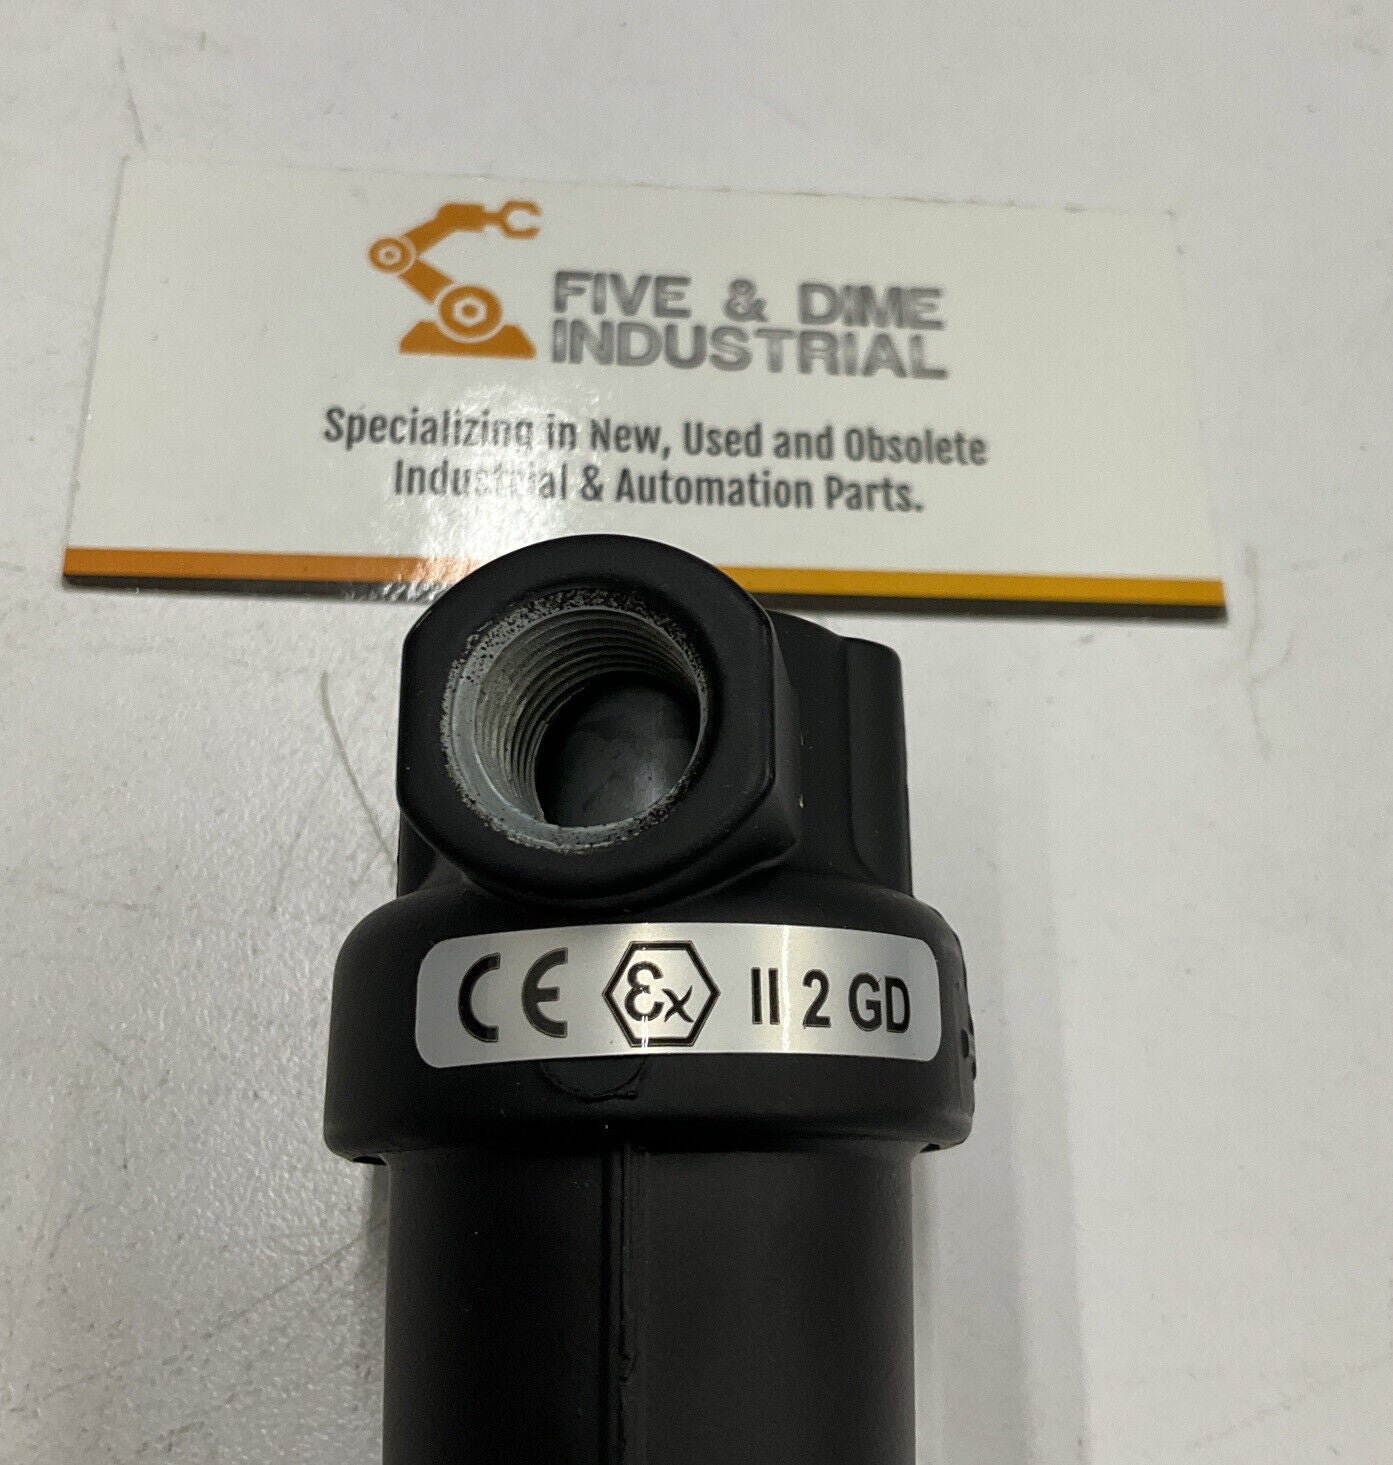 FIVE & DIME
INDUSTRIAL
Specializing in New, Used and Obsolete
Industrial & Automation Parts.
CE Ex II 2 GD